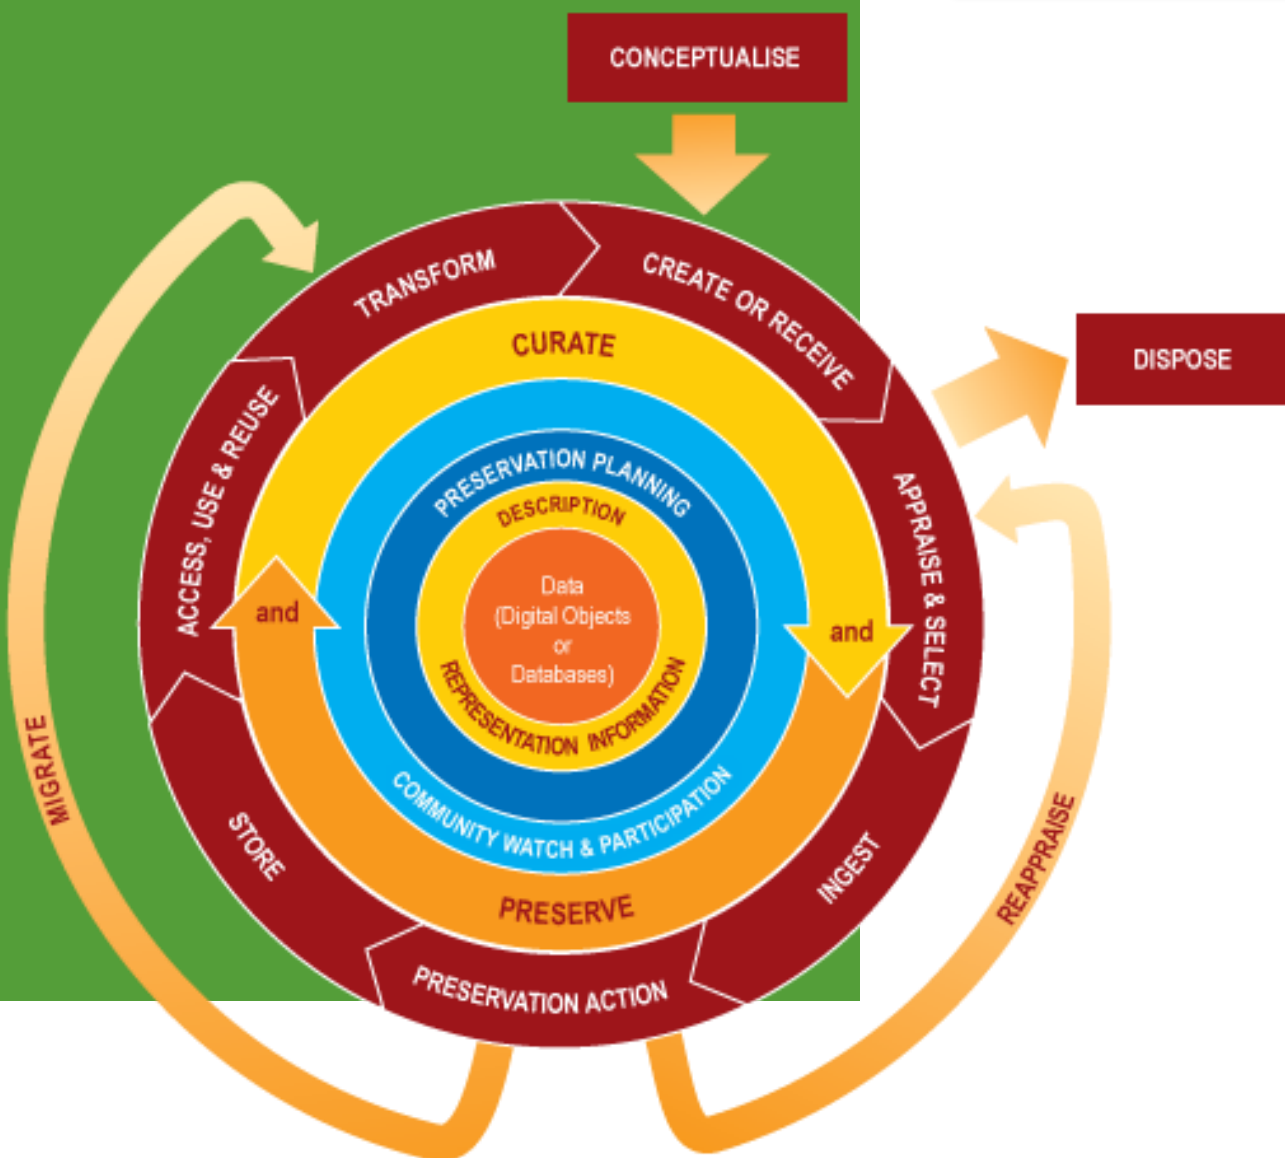 CONCEPTUALISE
TRANSFORM
CREATE OR RECEIVE
CURATE
DISPOSE
ACCESS, USE & REUSE
PRESERVATION PLANNING
DESCRIPTION
APPRAISE & SELECT
Data
(Digital Objects
or
Databases)
and
and
REPRESENTATION INFORMATION
MIGRATE
COMMUNITY WATCH & PARTICIPATION
STORE
INGEST
REAPPRAISE
PRESERVE
PRESERVATION ACTION